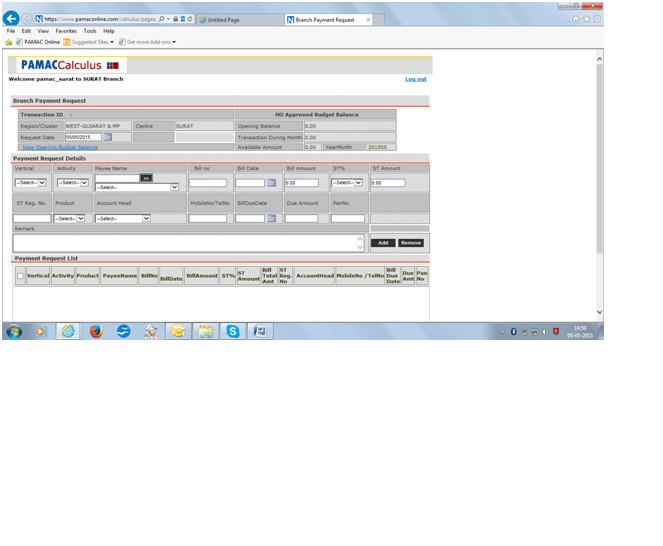 https://www.pamaconline.com/calculus/pages/
Untitled Page
Branch Payment Request
File Edit View Favorites Tools Help
PAMAC Online Suggested Sites Get more Add-ons
PAMACCalculus
Welcome pamac_surat to SURAT Branch Log out
Branch Payment Request
Transaction ID : HO Approved Budget Balance
Region/Cluster WEST-GUJARAT & MP Centre SURAT Opening Balance 0.00
Request Date 05/05/2015 Transaction During Month 0.00
View Opening Budget Balance Available Amount 0.00 YearMonth 201505
Payment Request Details
Vertical Activity Payee Name Bill no Bill Date Bill Amount ST% ST Amount
>>
--Select-- --Select-- --Select-- 0.00 --Select-- 0.00
ST Reg. No. Product Account Head MobileNo/TelNo BillDueDate Due Amount PanNo
--Select-- --Select--
Remark
Add Remove
Payment Request List
Vertical Activity Product PayeeName BillNo BillDate BillAmount ST% ST Amount Bill Total Amt ST Reg. No AccountHead MobileNo /TelNo Bill Due Date Due Amt Pan No
14:50
05-05-2015